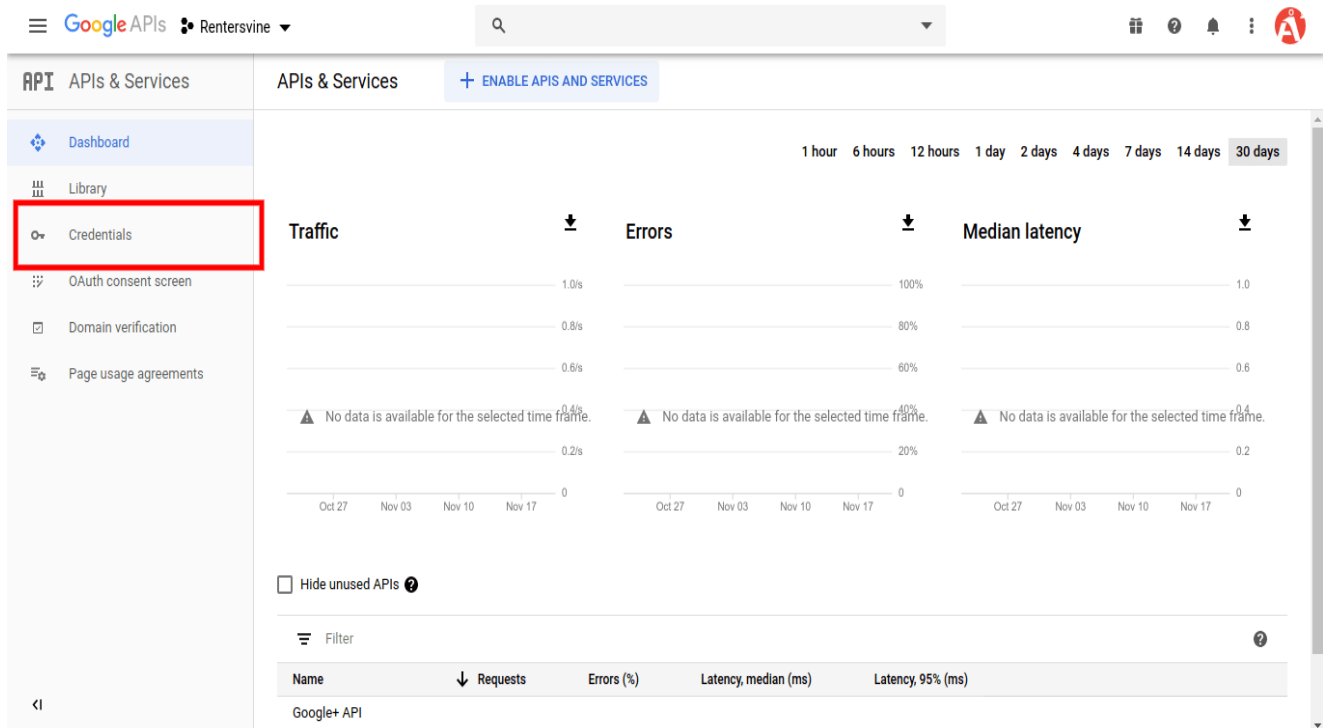 Google APIs Rentersvine
API APIs & Services
APIs & Services + ENABLE APIS AND SERVICES
Dashboard
Library
Credentials
OAuth consent screen
Domain verification
Page usage agreements
1 hour 6 hours 12 hours 1 day 2 days 4 days 7 days 14 days 30 days
Traffic
1.0/s
0.8/s
0.6/s
0.4/s
No data is available for the selected time frame.
0.2/s
0
Oct 27 Nov 03 Nov 10 Nov 17
Errors
100%
80%
60%
40%
No data is available for the selected time frame.
20%
0
Oct 27 Nov 03 Nov 10 Nov 17
Median latency
1.0
0.8
0.6
0.4
No data is available for the selected time frame.
0.2
0
Oct 27 Nov 03 Nov 10 Nov 17
Hide unused APIs
Filter
Name Requests Errors (%) Latency, median (ms) Latency, 95% (ms)
Google+ API